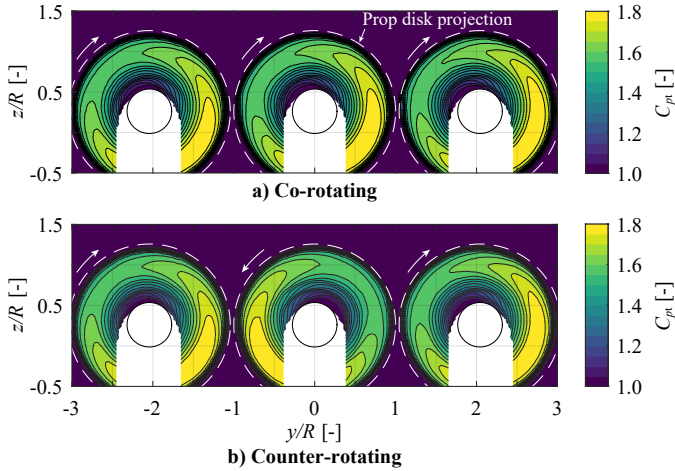 Prop disk projection
1.5
0.5
-0.5
z/R [-]
1.8
1.6
1.4
1.2
1.0
C_pt [-]
a) Co-rotating
1.5
0.5
-0.5
z/R [-]
-3
-2
-1
0
1
2
3
y/R [-]
1.8
1.6
1.4
1.2
1.0
C_pt [-]
b) Counter-rotating